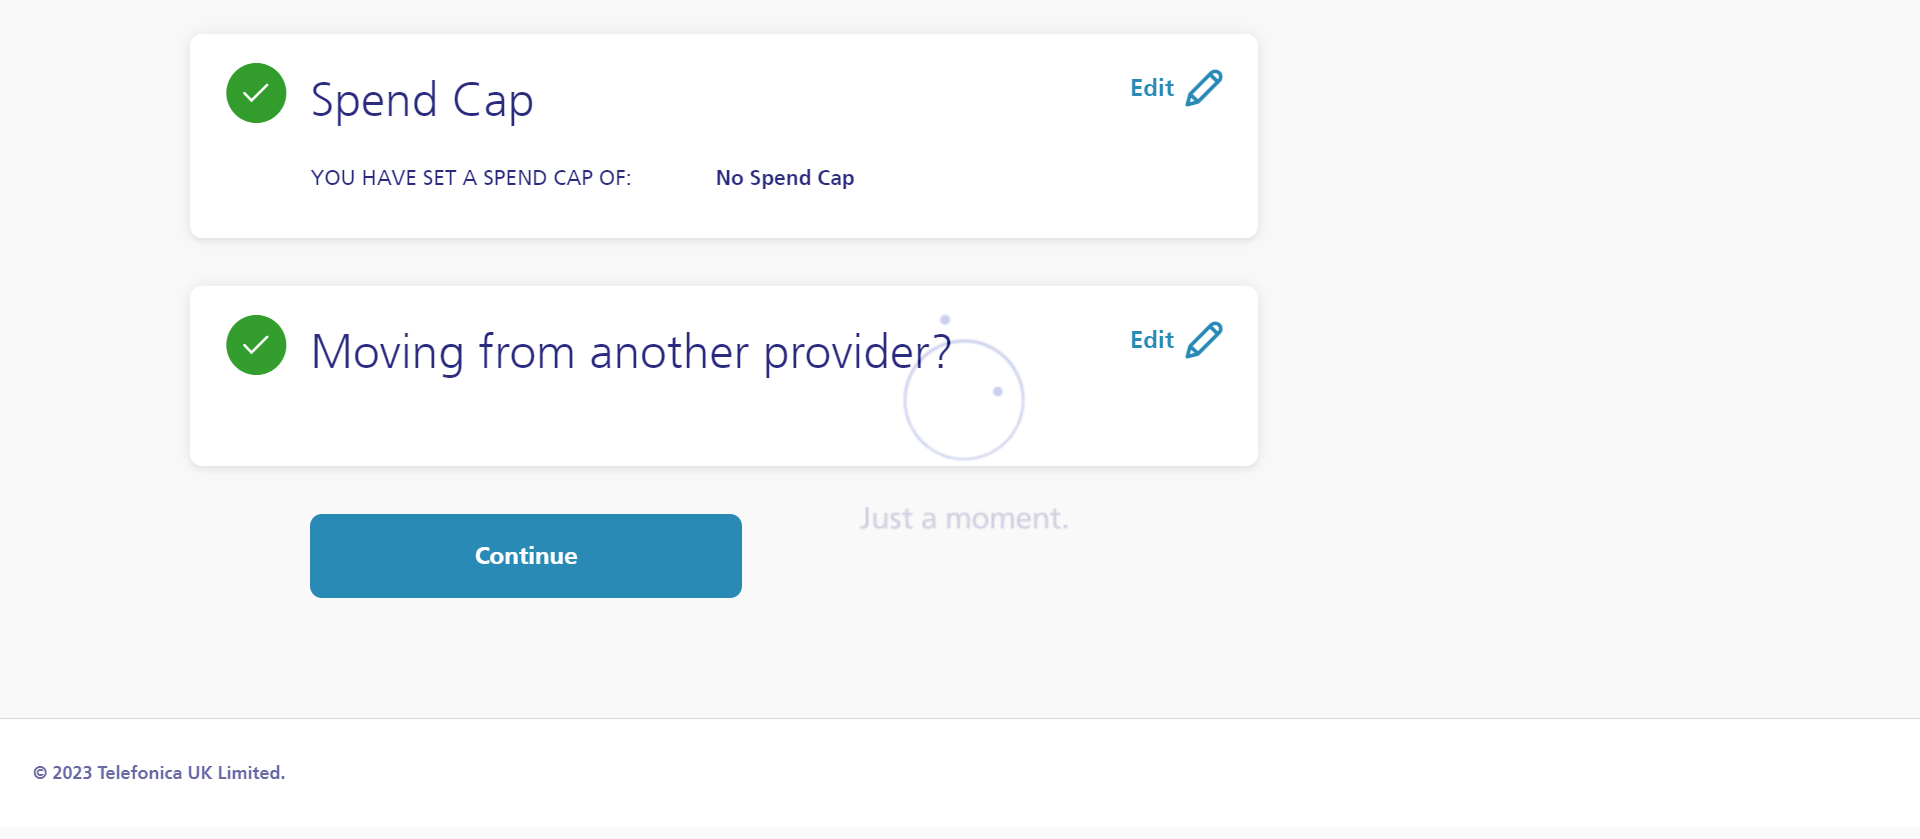 Spend Cap
Edit
YOU HAVE SET A SPEND CAP OF: No Spend Cap
Moving from another provider?
Edit
Just a moment.
Continue
© 2023 Telefonica UK Limited.